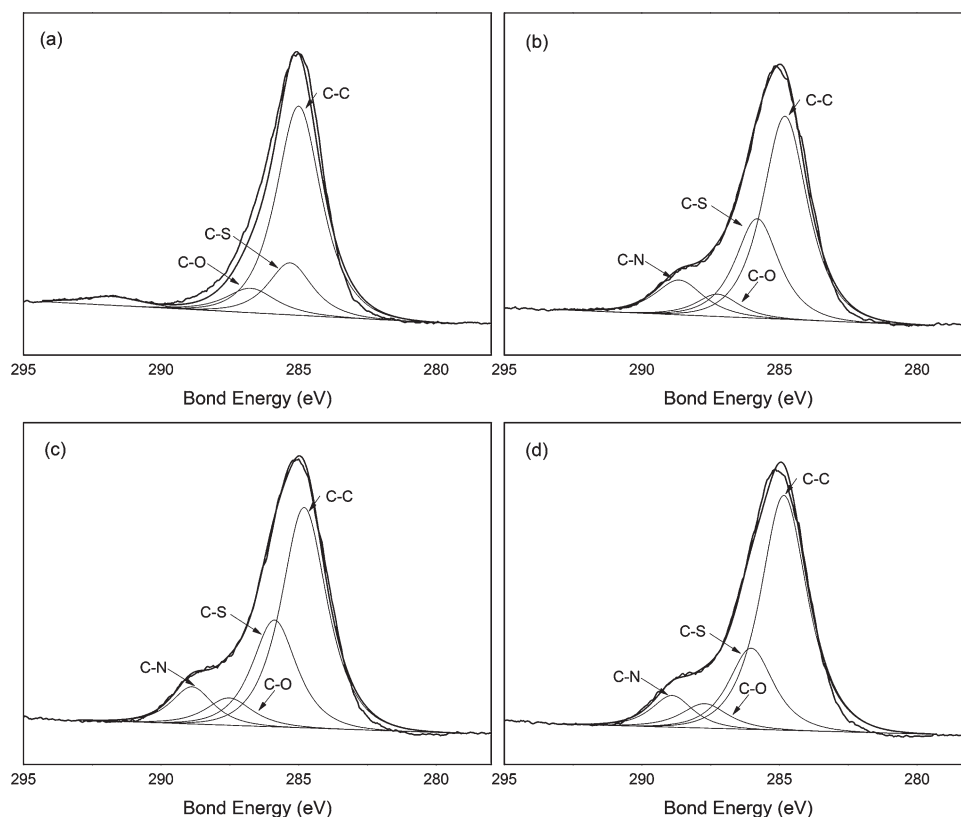 (a)
C-C
C-S
C-O
295 290 285 280
Bond Energy (eV)
(b)
C-C
C-S
C-N
C-O
295 290 285 280
Bond Energy (eV)
(c)
C-C
C-S
C-N
C-O
295 290 285 280
Bond Energy (eV)
(d)
C-C
C-S
C-N
C-O
295 290 285 280
Bond Energy (eV)